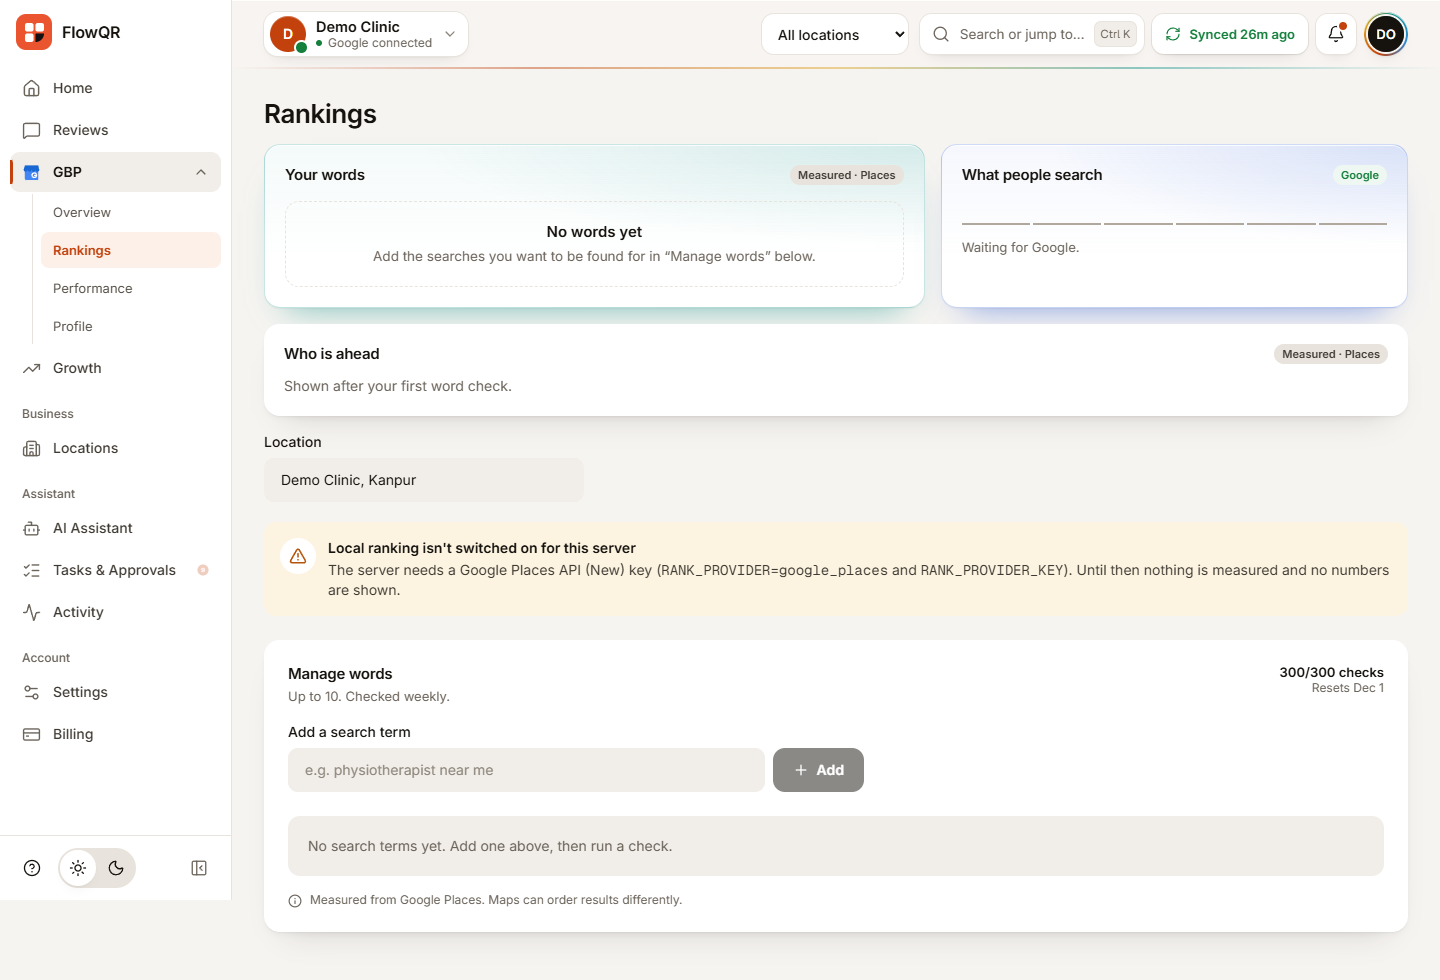 FlowQR
Home
Reviews
GBP
Overview
Rankings
Performance
Profile
Growth
Business
Locations
Assistant
AI Assistant
Tasks & Approvals
Activity
Account
Settings
Billing
D
Demo Clinic
Google connected
All locations
Search or jump to...
Ctrl K
Synced 26m ago
DO
Rankings
Your words
Measured · Places
No words yet
Add the searches you want to be found for in “Manage words” below.
What people search
Google
Waiting for Google.
Who is ahead
Measured · Places
Shown after your first word check.
Location
Demo Clinic, Kanpur
Local ranking isn't switched on for this server
The server needs a Google Places API (New) key (RANK_PROVIDER=google_places and RANK_PROVIDER_KEY). Until then nothing is measured and no numbers
are shown.
Manage words
Up to 10. Checked weekly.
300/300 checks
Resets Dec 1
Add a search term
e.g. physiotherapist near me
Add
No search terms yet. Add one above, then run a check.
Measured from Google Places. Maps can order results differently.